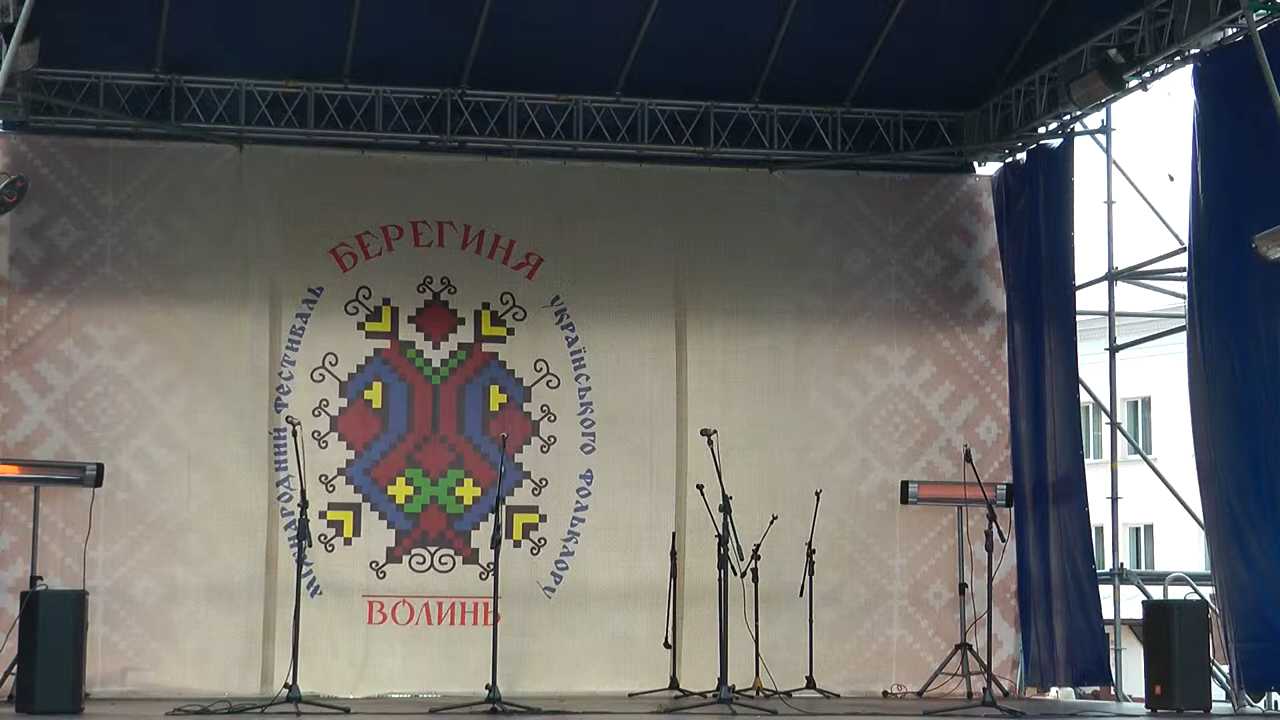 БЕРЕГИНЯ
МІЖНАРОДНИЙ ФЕСТИВАЛЬ
УКРАЇНСЬКОГО ФОЛЬКЛОРУ
ВОЛИНЬ